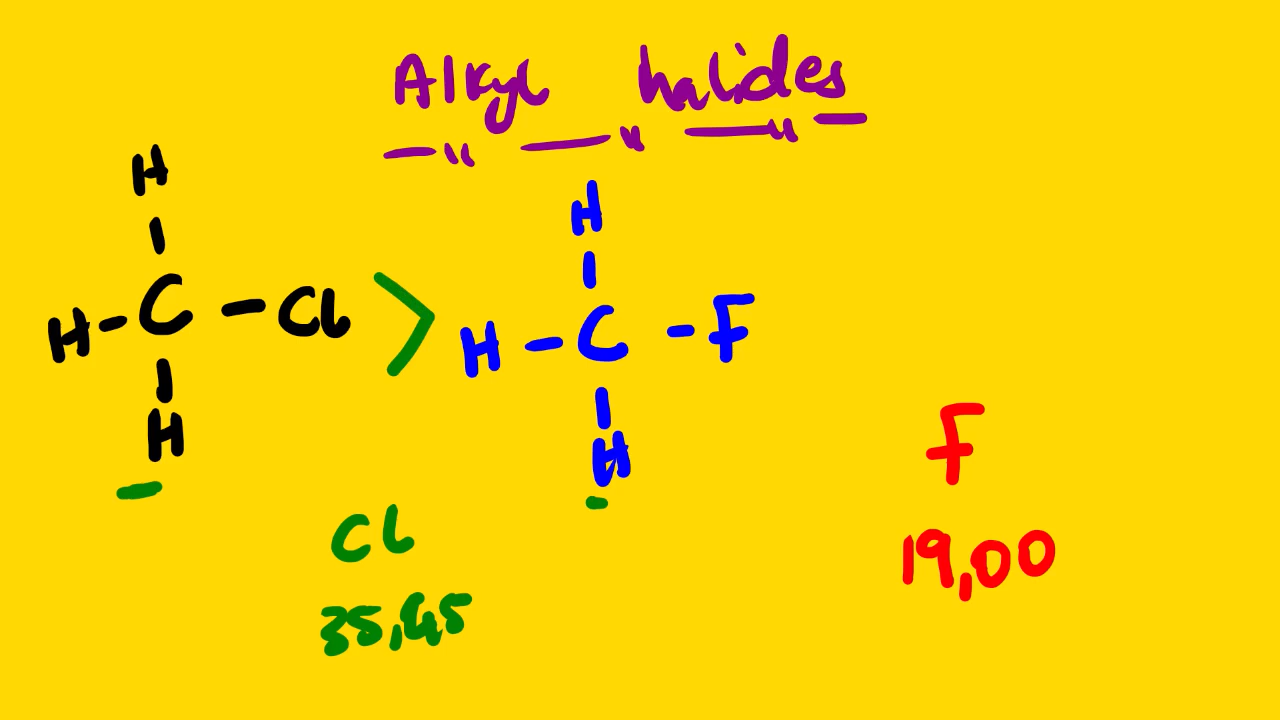 Alkyl halides
H
H
C
H-C-Cl > H-C-F
H
H
F
Cl
19,00
35,45